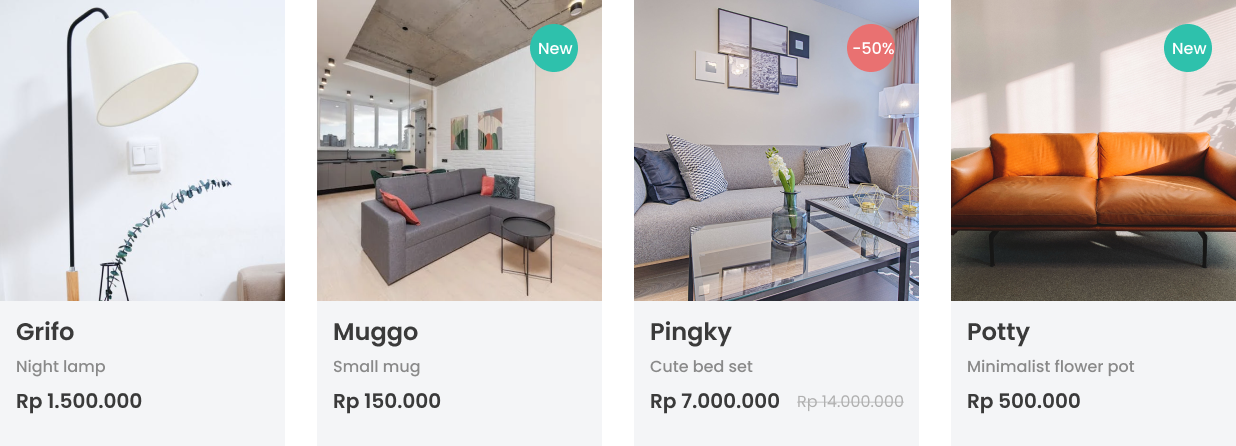 New
-50%
New
Grifo
Night lamp
Rp 1.500.000
Muggo
Small mug
Rp 150.000
Pingky
Cute bed set
Rp 7.000.000 Rp 14.000.000
Potty
Minimalist flower pot
Rp 500.000